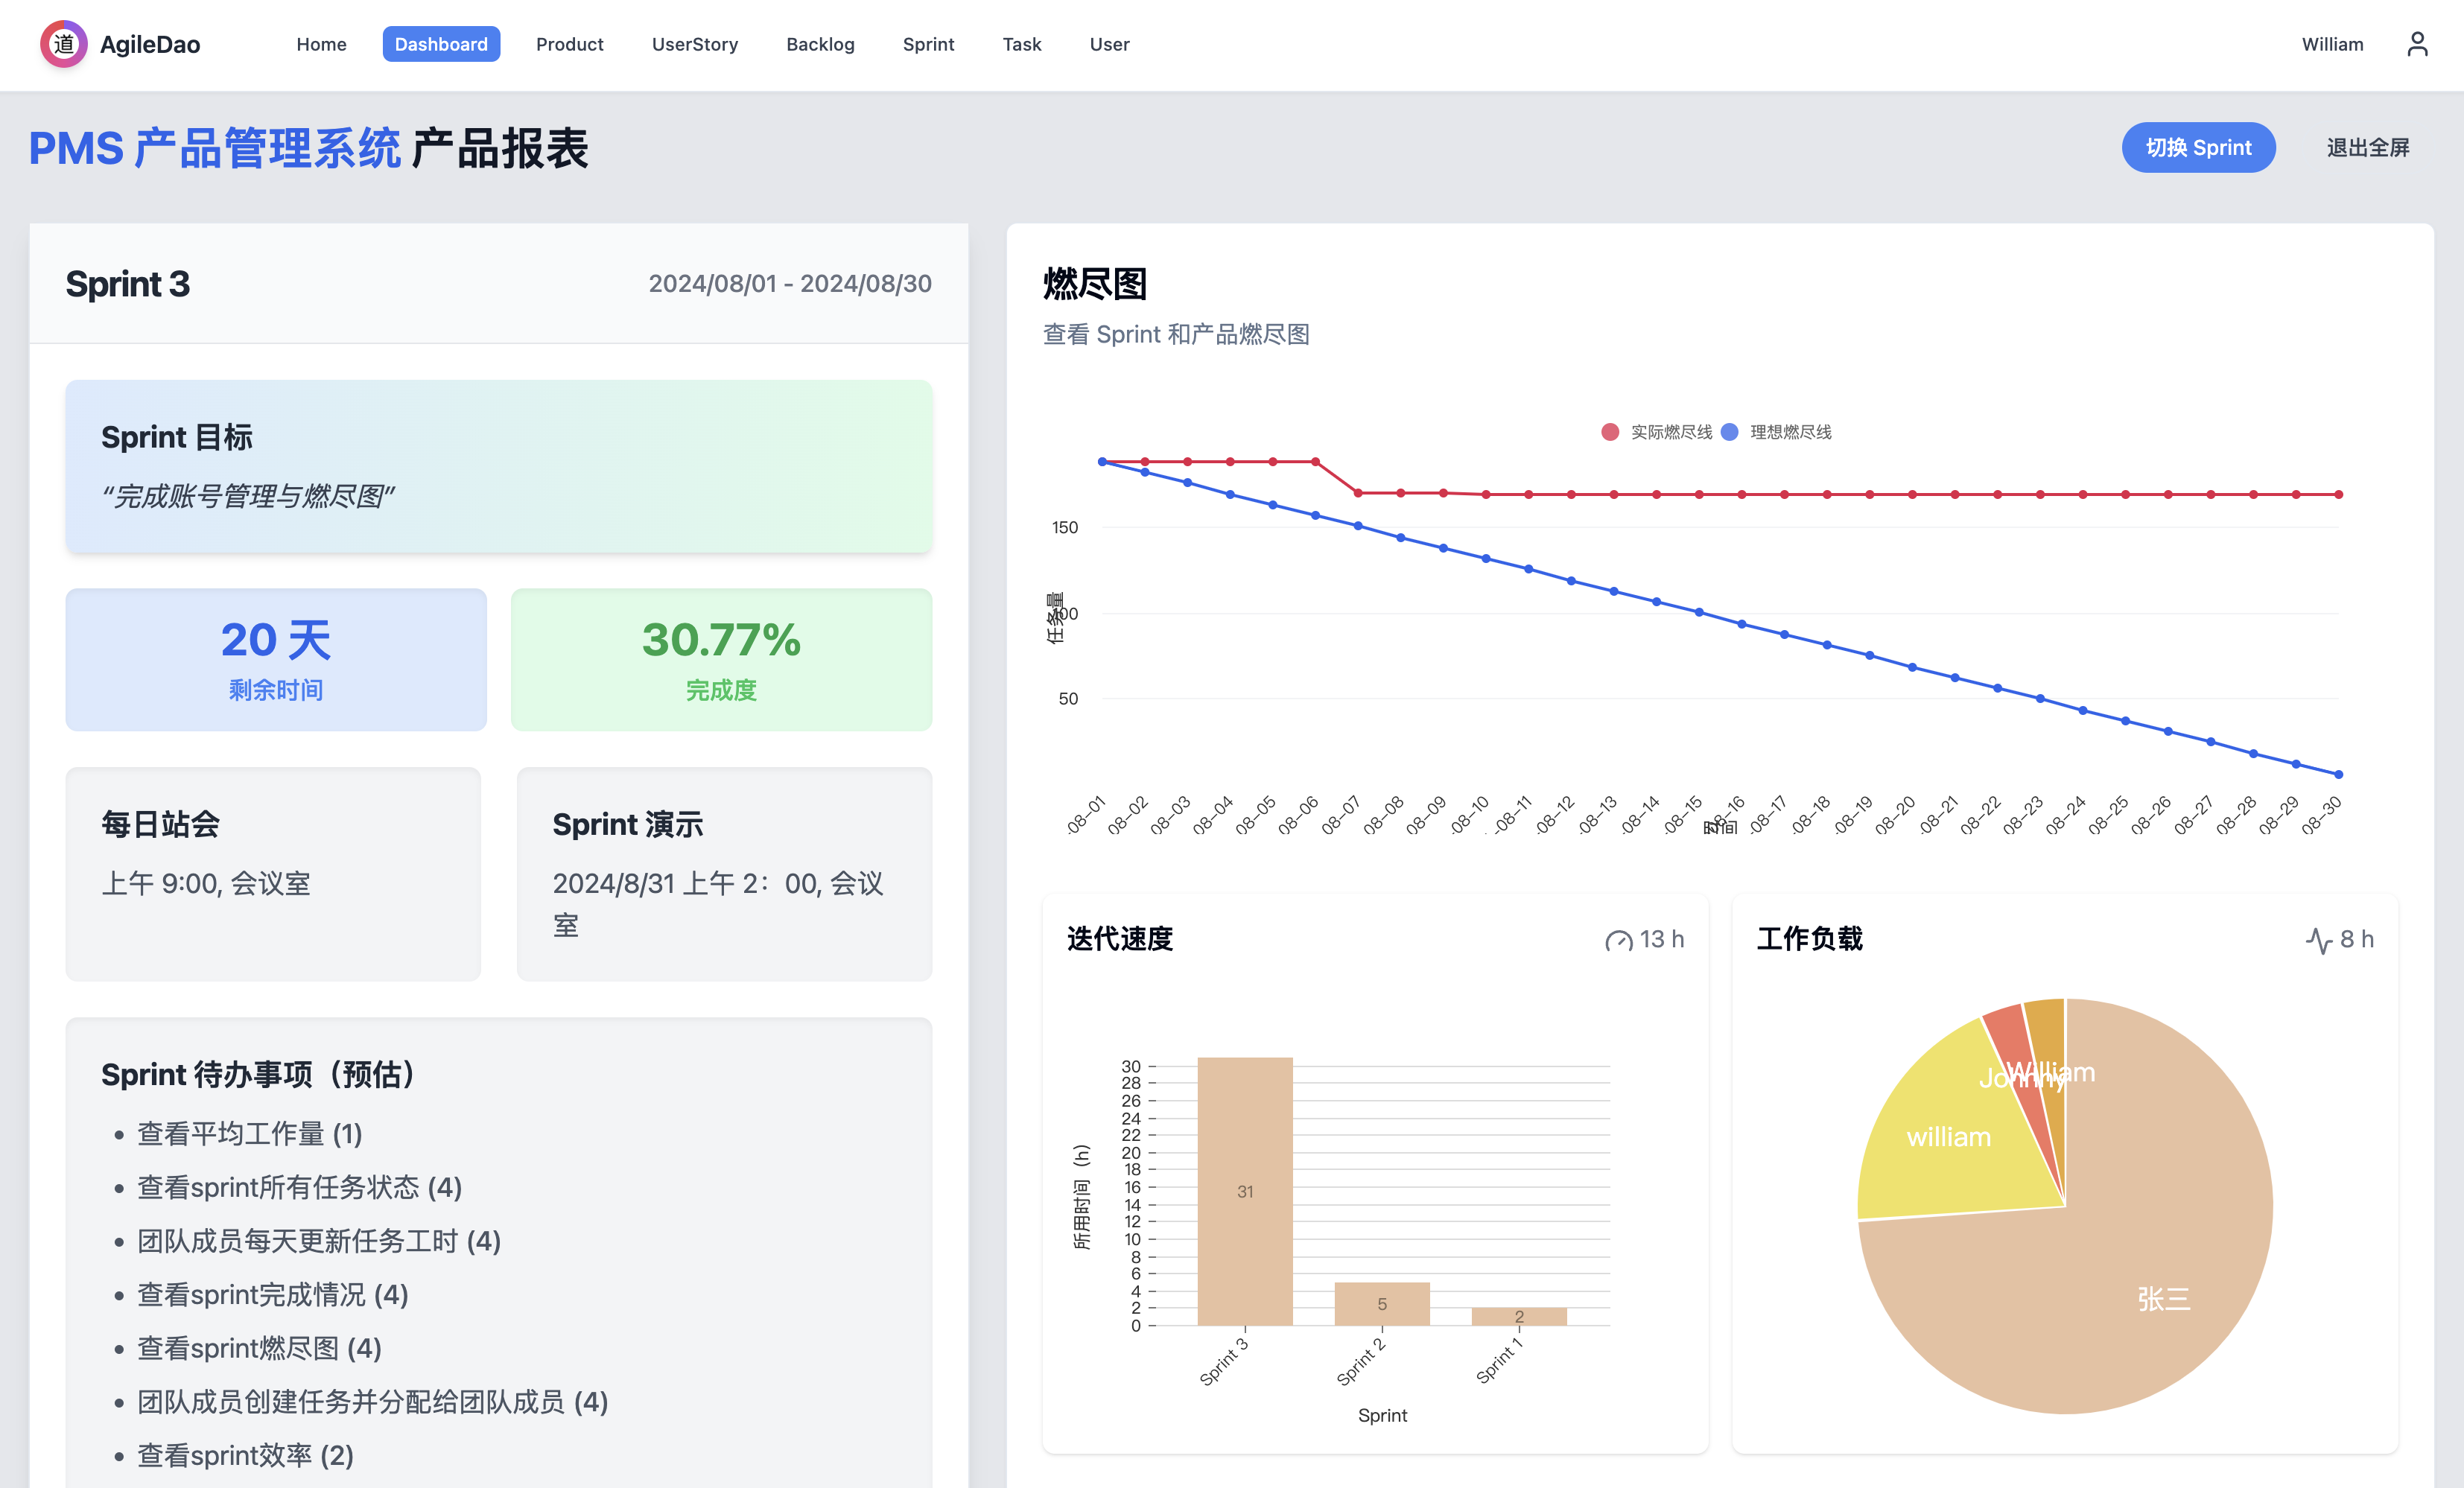 道 AgileDao
Home Dashboard Product UserStory Backlog Sprint Task User
William
PMS 产品管理系统 产品报表
切换 Sprint 退出全屏
Sprint 3 2024/08/01 - 2024/08/30
Sprint 目标
“完成账号管理与燃尽图”
20 天
剩余时间
30.77%
完成度
每日站会
上午 9:00, 会议室
Sprint 演示
2024/8/31 上午 2：00, 会议
室
Sprint 待办事项（预估）
• 查看平均工作量 (1)
• 查看sprint所有任务状态 (4)
• 团队成员每天更新任务工时 (4)
• 查看sprint完成情况 (4)
• 查看sprint燃尽图 (4)
• 团队成员创建任务并分配给团队成员 (4)
• 查看sprint效率 (2)
燃尽图
查看 Sprint 和产品燃尽图
实际燃尽线 理想燃尽线
150
100
50
任务量
08-01 08-02 08-03 08-04 08-05 08-06 08-07 08-08 08-09 08-10 08-11 08-12 08-13 08-14 08-15 08-16 08-17 08-18 08-19 08-20 08-21 08-22 08-23 08-24 08-25 08-26 08-27 08-28 08-29 08-30
时间
迭代速度 13 h
所用时间（h）
30
28
26
24
22
20
18
16
14
12
10
8
6
4
2
0
31
5
2
Sprint 3 Sprint 2 Sprint 1
Sprint
工作负载 8 h
William
Johnny
william
张三